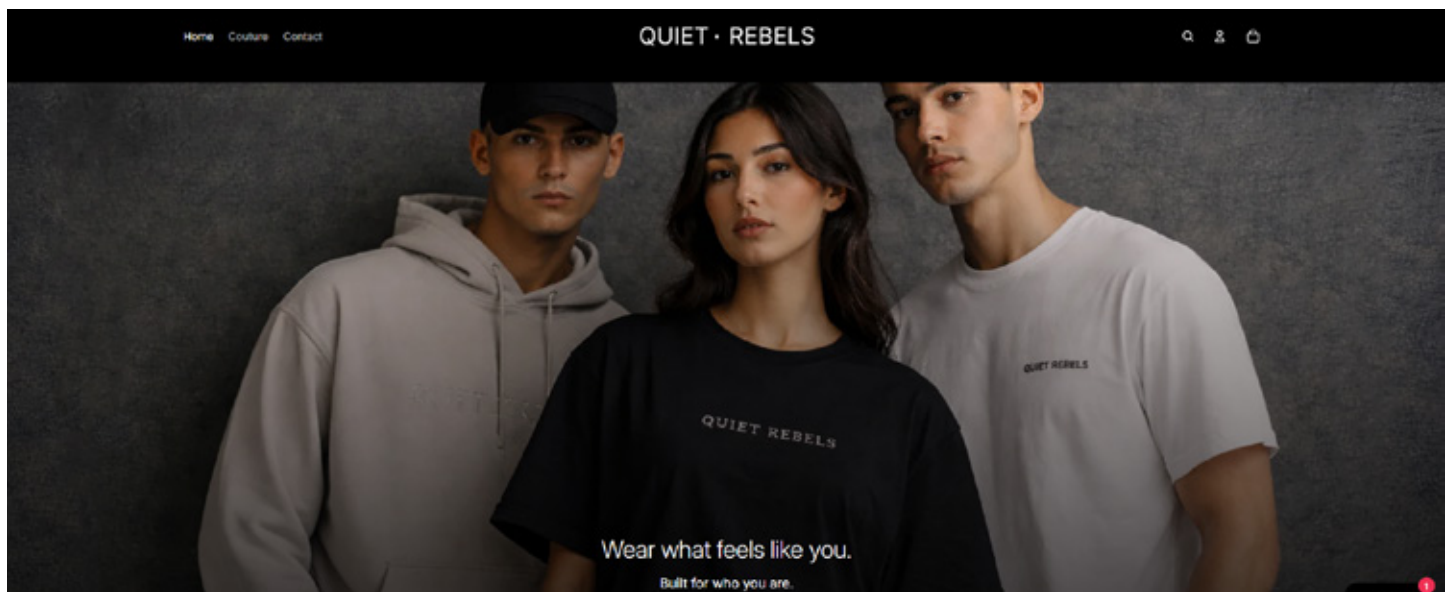 Home Couture Contact
QUIET · REBELS
QUIET REBELS
QUIET REBELS
Wear what feels like you.
Built for who you are.
1